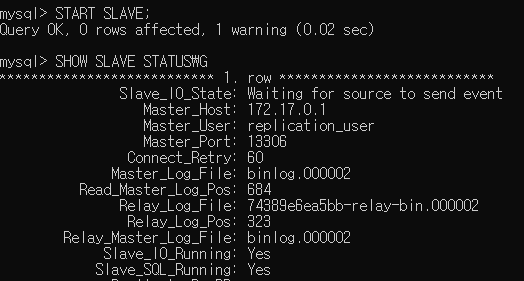 mysql> START SLAVE;
Query OK, 0 rows affected, 1 warning (0.02 sec)
mysql> SHOW SLAVE STATUS₩G
*************************** 1. row ***************************
Slave_IO_State: Waiting for source to send event
Master_Host: 172.17.0.1
Master_User: replication_user
Master_Port: 13306
Connect_Retry: 60
Master_Log_File: binlog.000002
Read_Master_Log_Pos: 684
Relay_Log_File: 74389e6ea5bb-relay-bin.000002
Relay_Log_Pos: 323
Relay_Master_Log_File: binlog.000002
Slave_IO_Running: Yes
Slave_SQL_Running: Yes